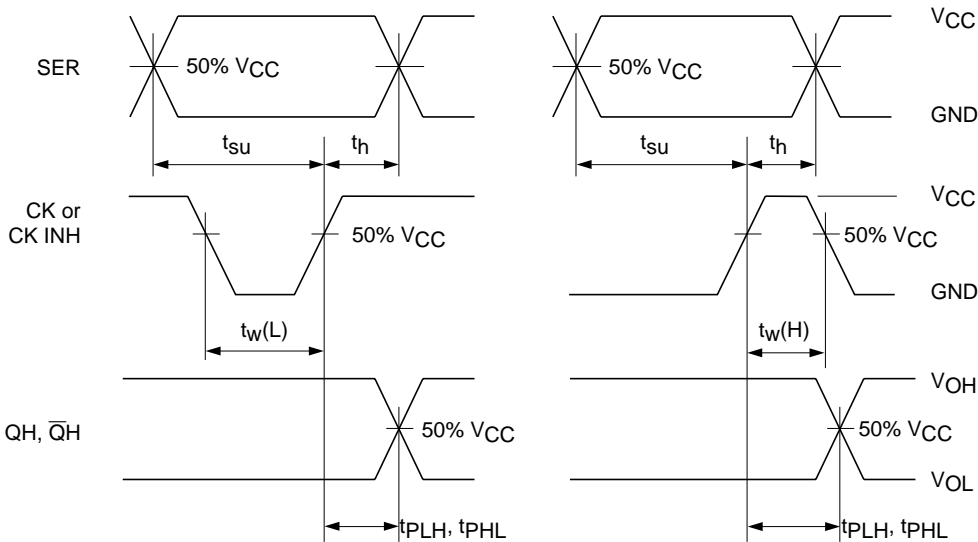 VCC
SER
50% VCC
50% VCC
GND
tsu
th
tsu
th
VCC
CK or
CK INH
50% VCC
50% VCC
GND
tw(L)
tw(H)
VOH
QH, Q̅H
50% VCC
50% VCC
VOL
tPLH, tPHL
tPLH, tPHL